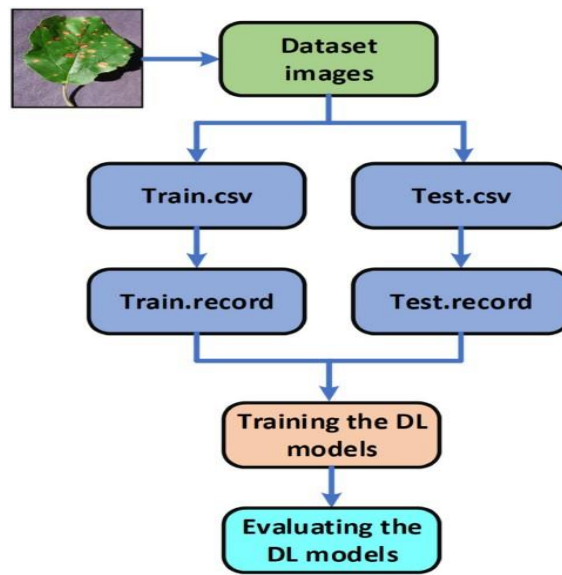 Dataset
images
Train.csv
Test.csv
Train.record
Test.record
Training the DL
models
Evaluating the
DL models